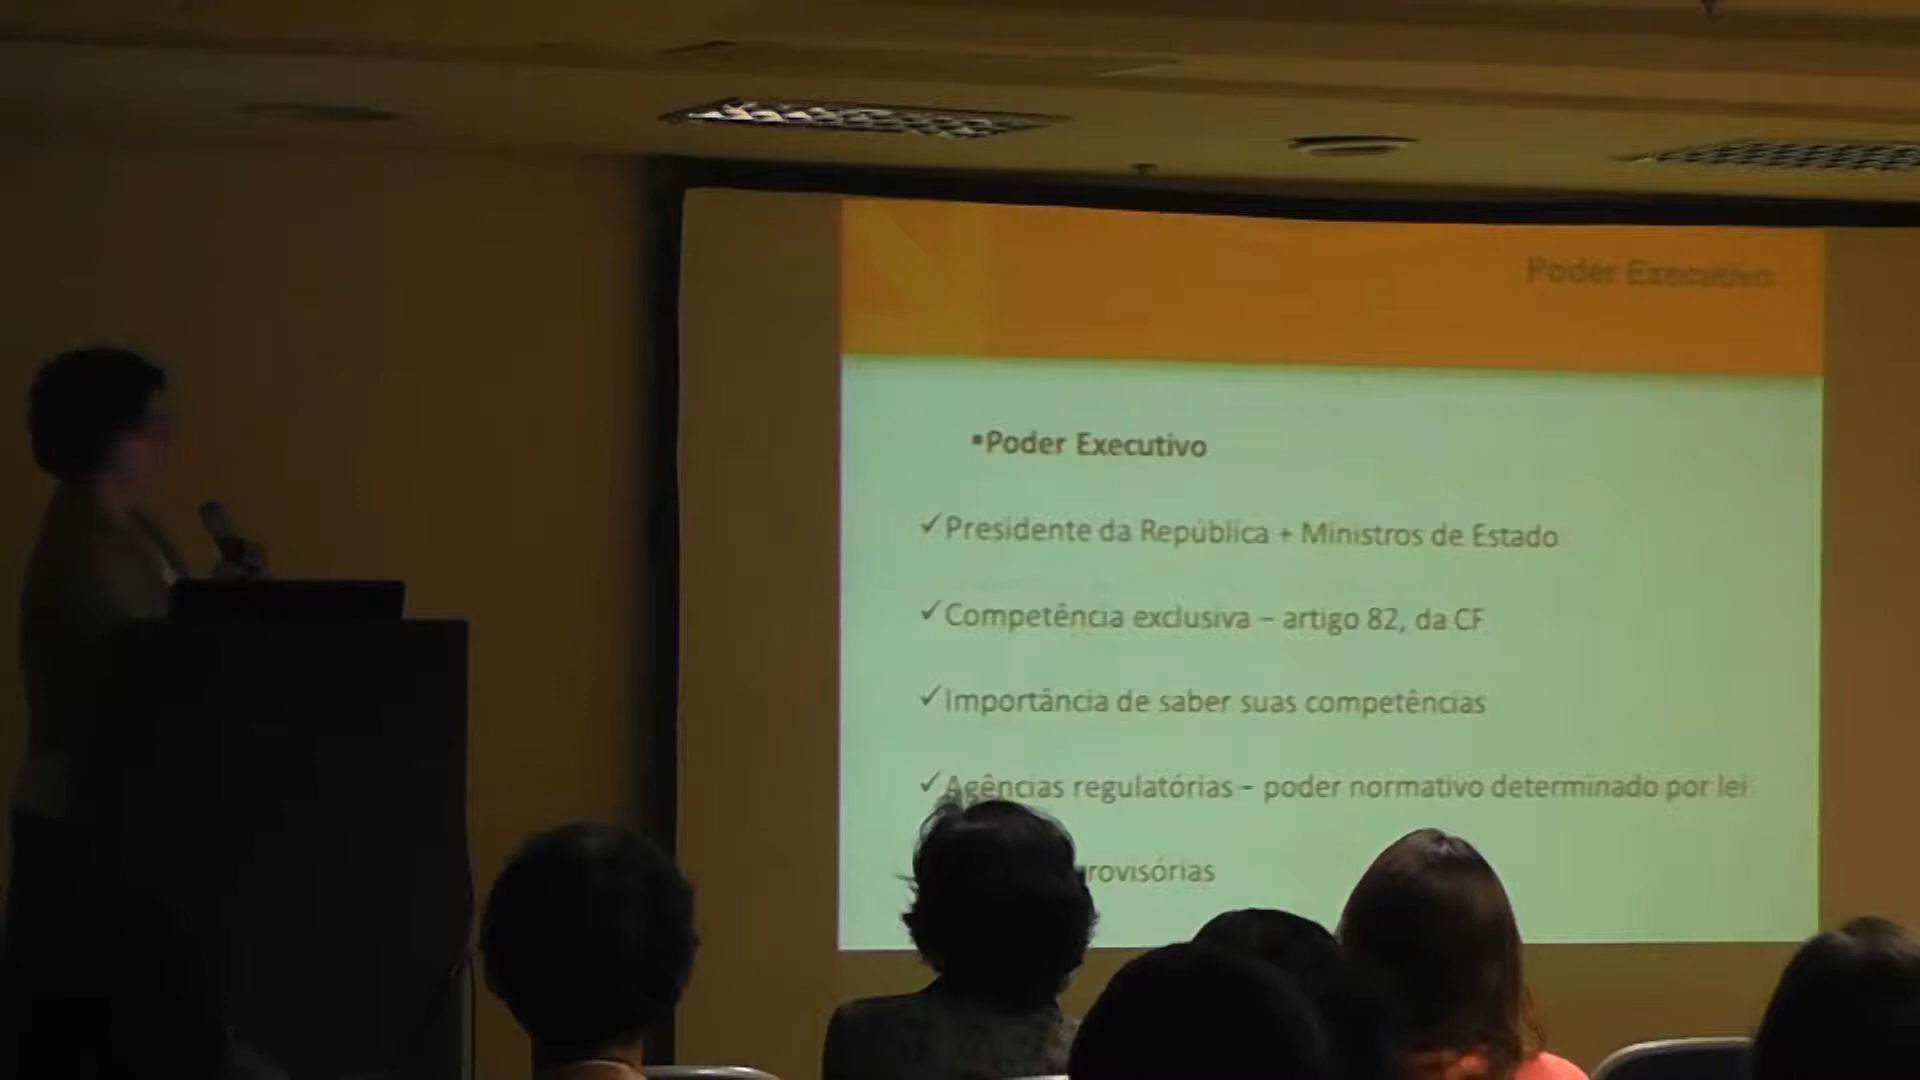 Poder Executivo
▪Poder Executivo
✓Presidente da República + Ministros de Estado
✓Competência exclusiva – artigo 82, da CF
✓Importância de saber suas competências
✓Agências regulatórias – poder normativo determinado por lei
rovisórias